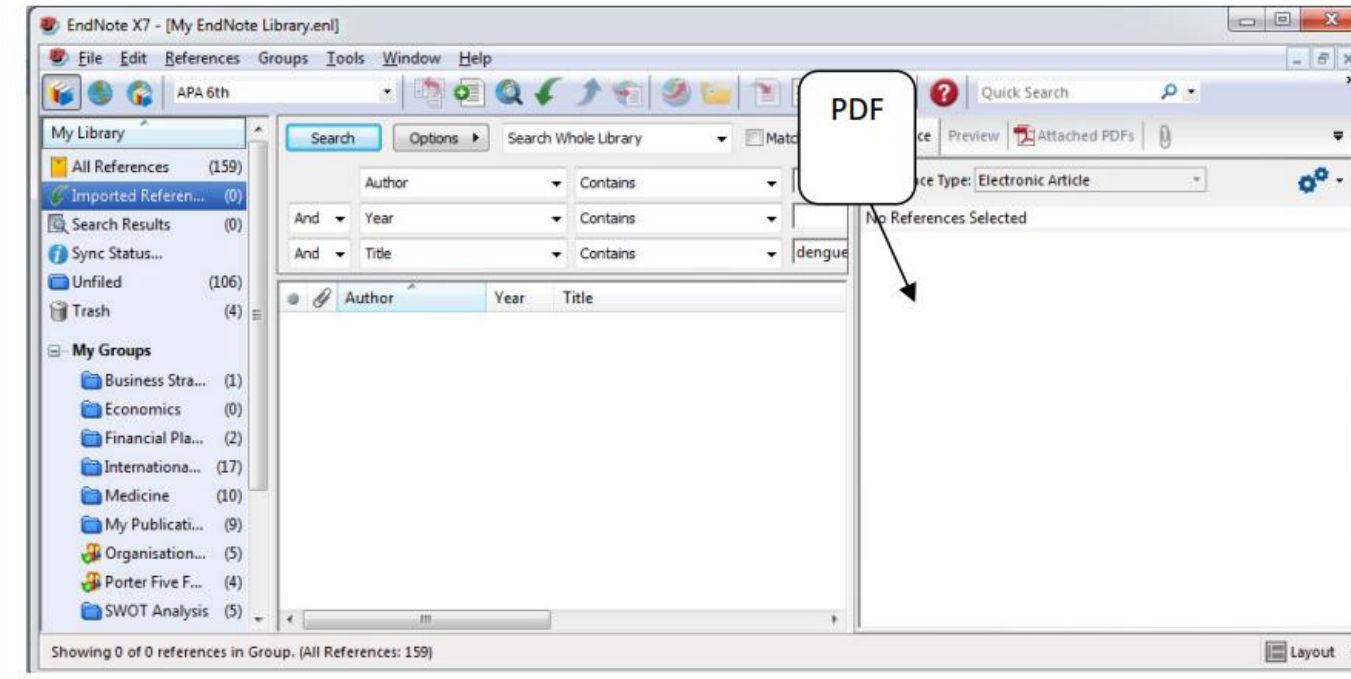 EndNote X7 - [My EndNote Library.enl]
File Edit References Groups Tools Window Help
APA 6th
Quick Search
PDF
My Library
All References (159)
Imported Referen... (0)
Search Results (0)
Sync Status...
Unfiled (106)
Trash (4)
My Groups
Business Stra... (1)
Economics (0)
Financial Pla... (2)
Internationa... (17)
Medicine (10)
My Publicati... (9)
Organisation... (5)
Porter Five F... (4)
SWOT Analysis (5)
Search Options Search Whole Library Matc
Author Contains
And Year Contains
And Title Contains dengue
Author Year Title
ce Preview Attached PDFs
ce Type: Electronic Article
No References Selected
Showing 0 of 0 references in Group. (All References: 159)
Layout